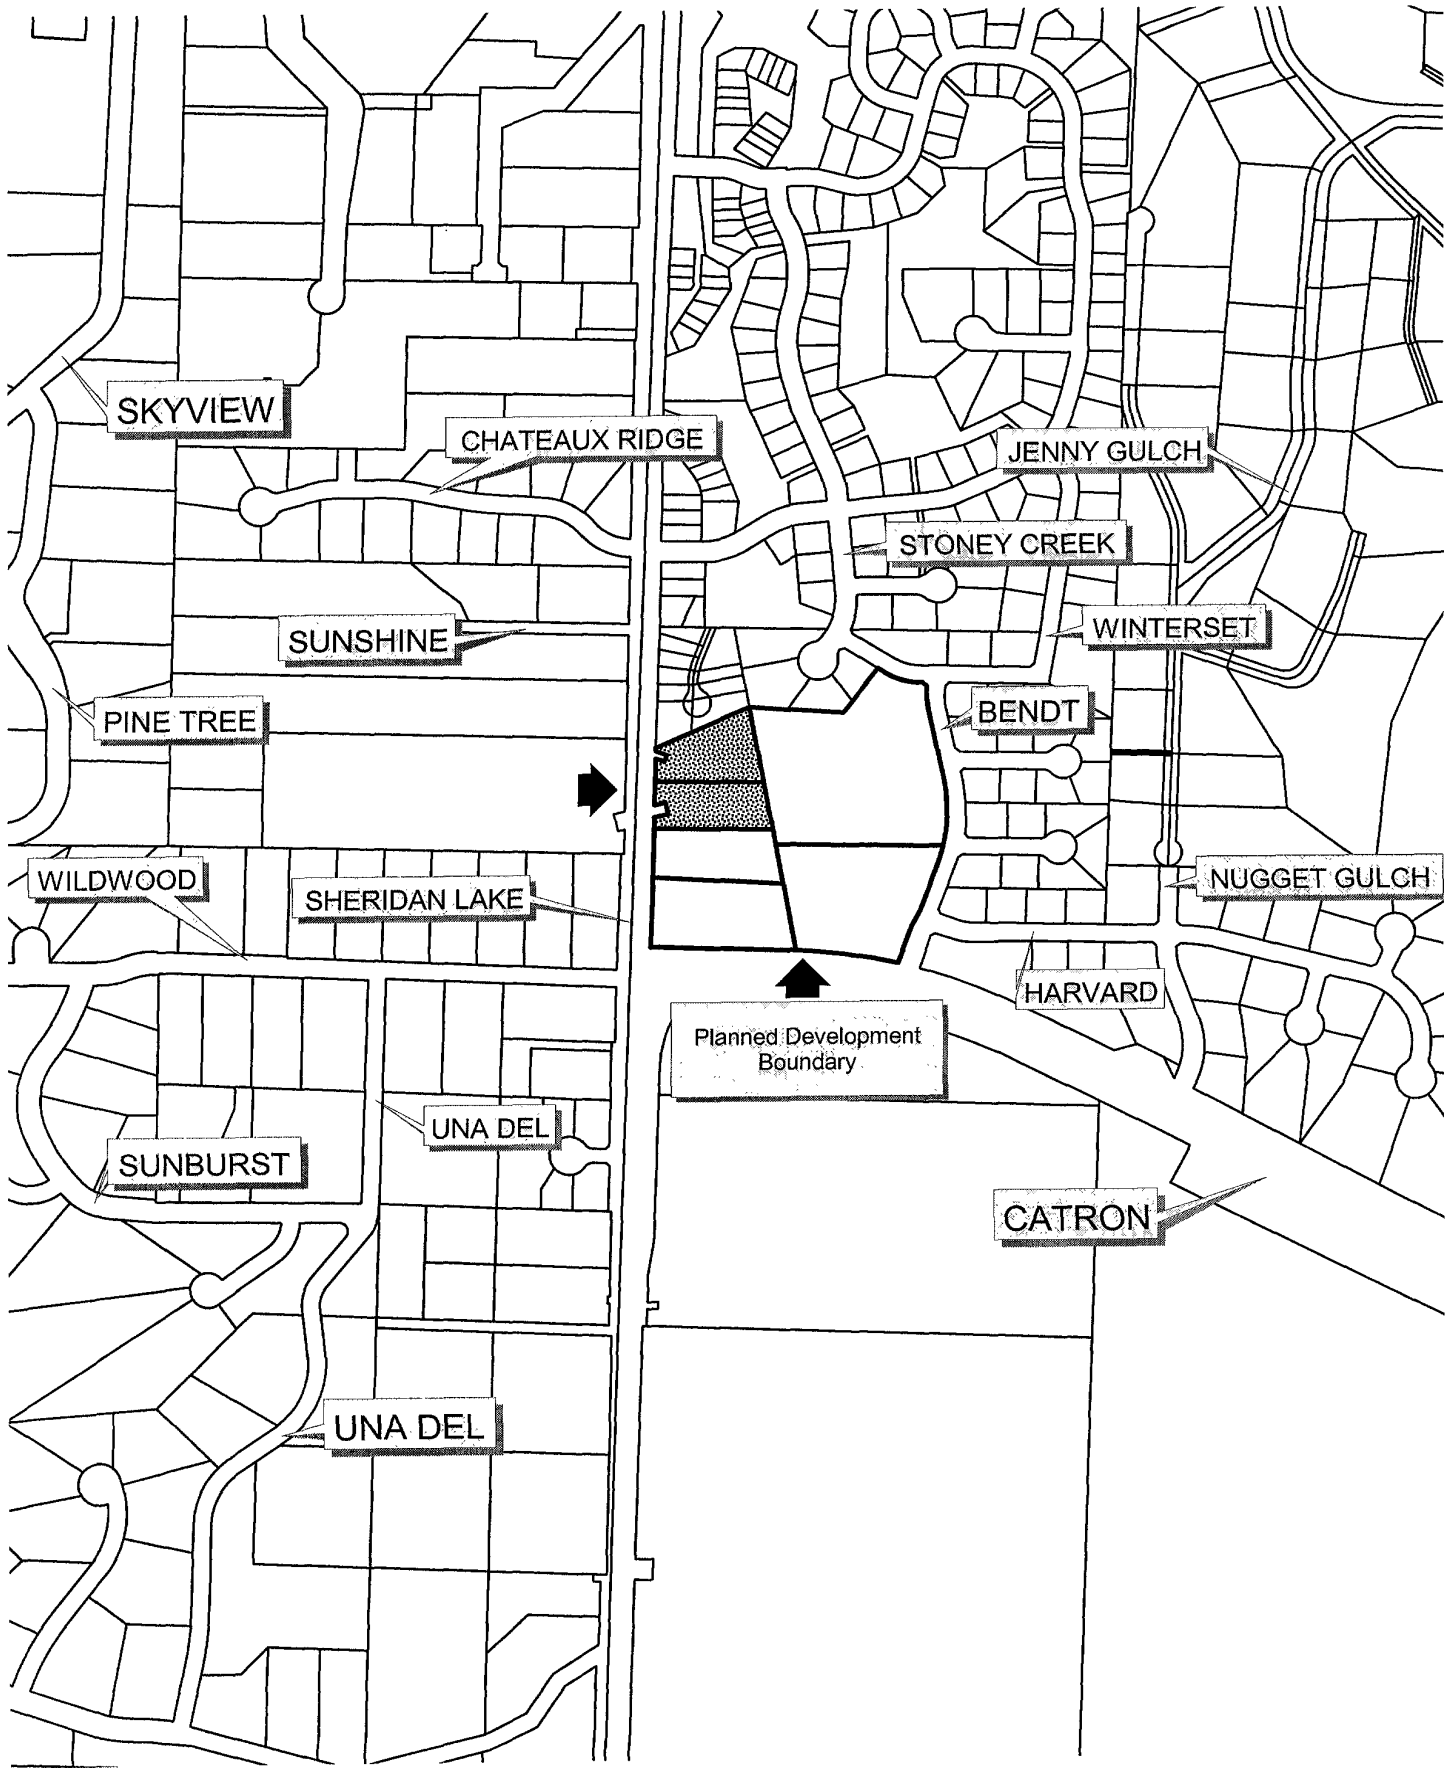 SKYVIEW
CHATEAUX RIDGE
JENNY GULCH
STONEY CREEK
SUNSHINE
WINTERSET
PINE TREE
BENDT
WILDWOOD
SHERIDAN LAKE
NUGGET GULCH
HARVARD
Planned Development
Boundary
UNA DEL
SUNBURST
CATRON
UNA DEL